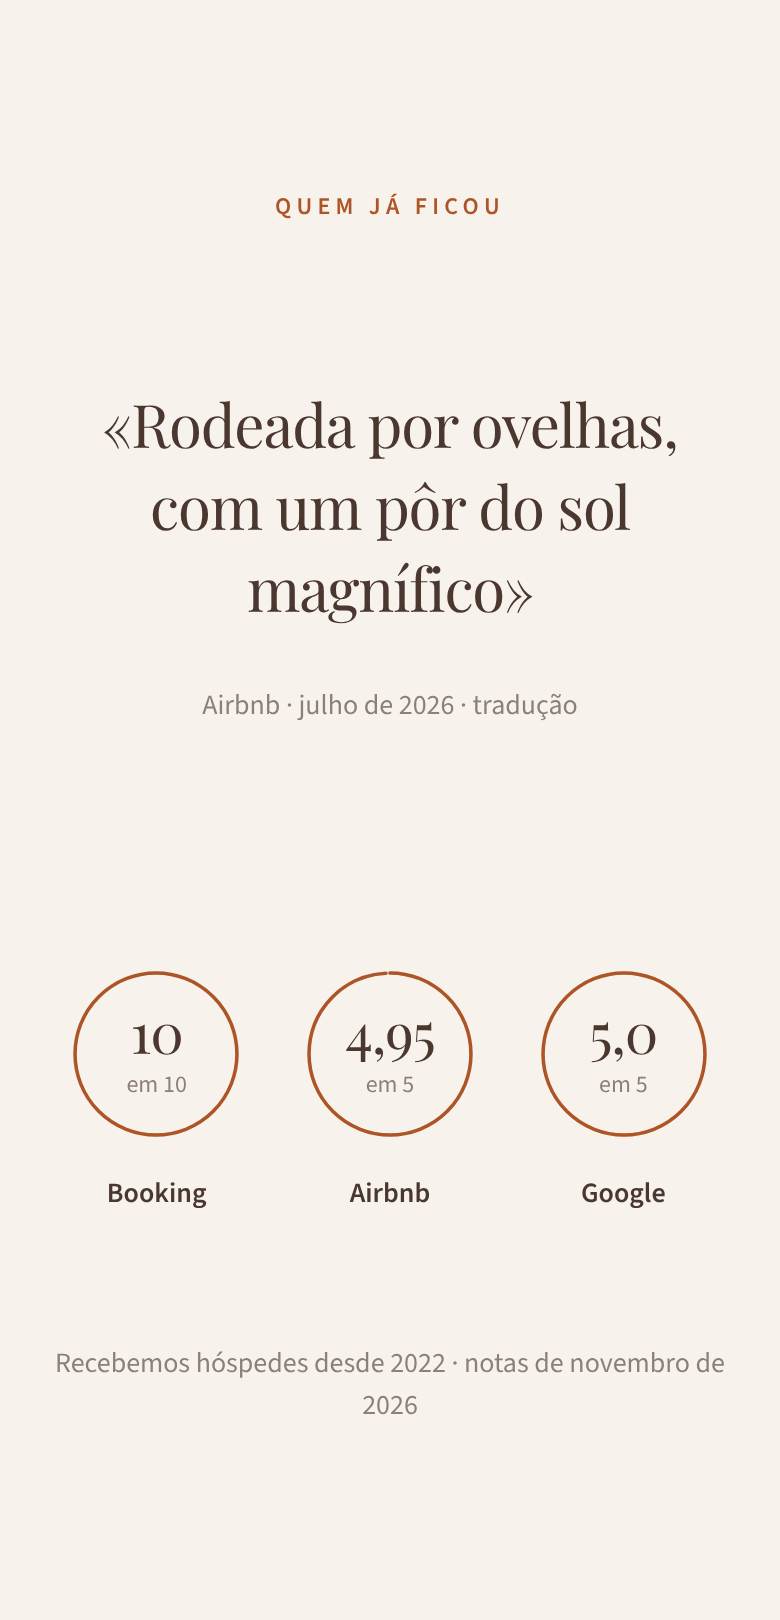 QUEM JÁ FICOU
«Rodeada por ovelhas,
com um pôr do sol
magnífico»
Airbnb · julho de 2026 · tradução
10
em 10
Booking
4,95
em 5
Airbnb
5,0
em 5
Google
Recebemos hóspedes desde 2022 · notas de novembro de
2026